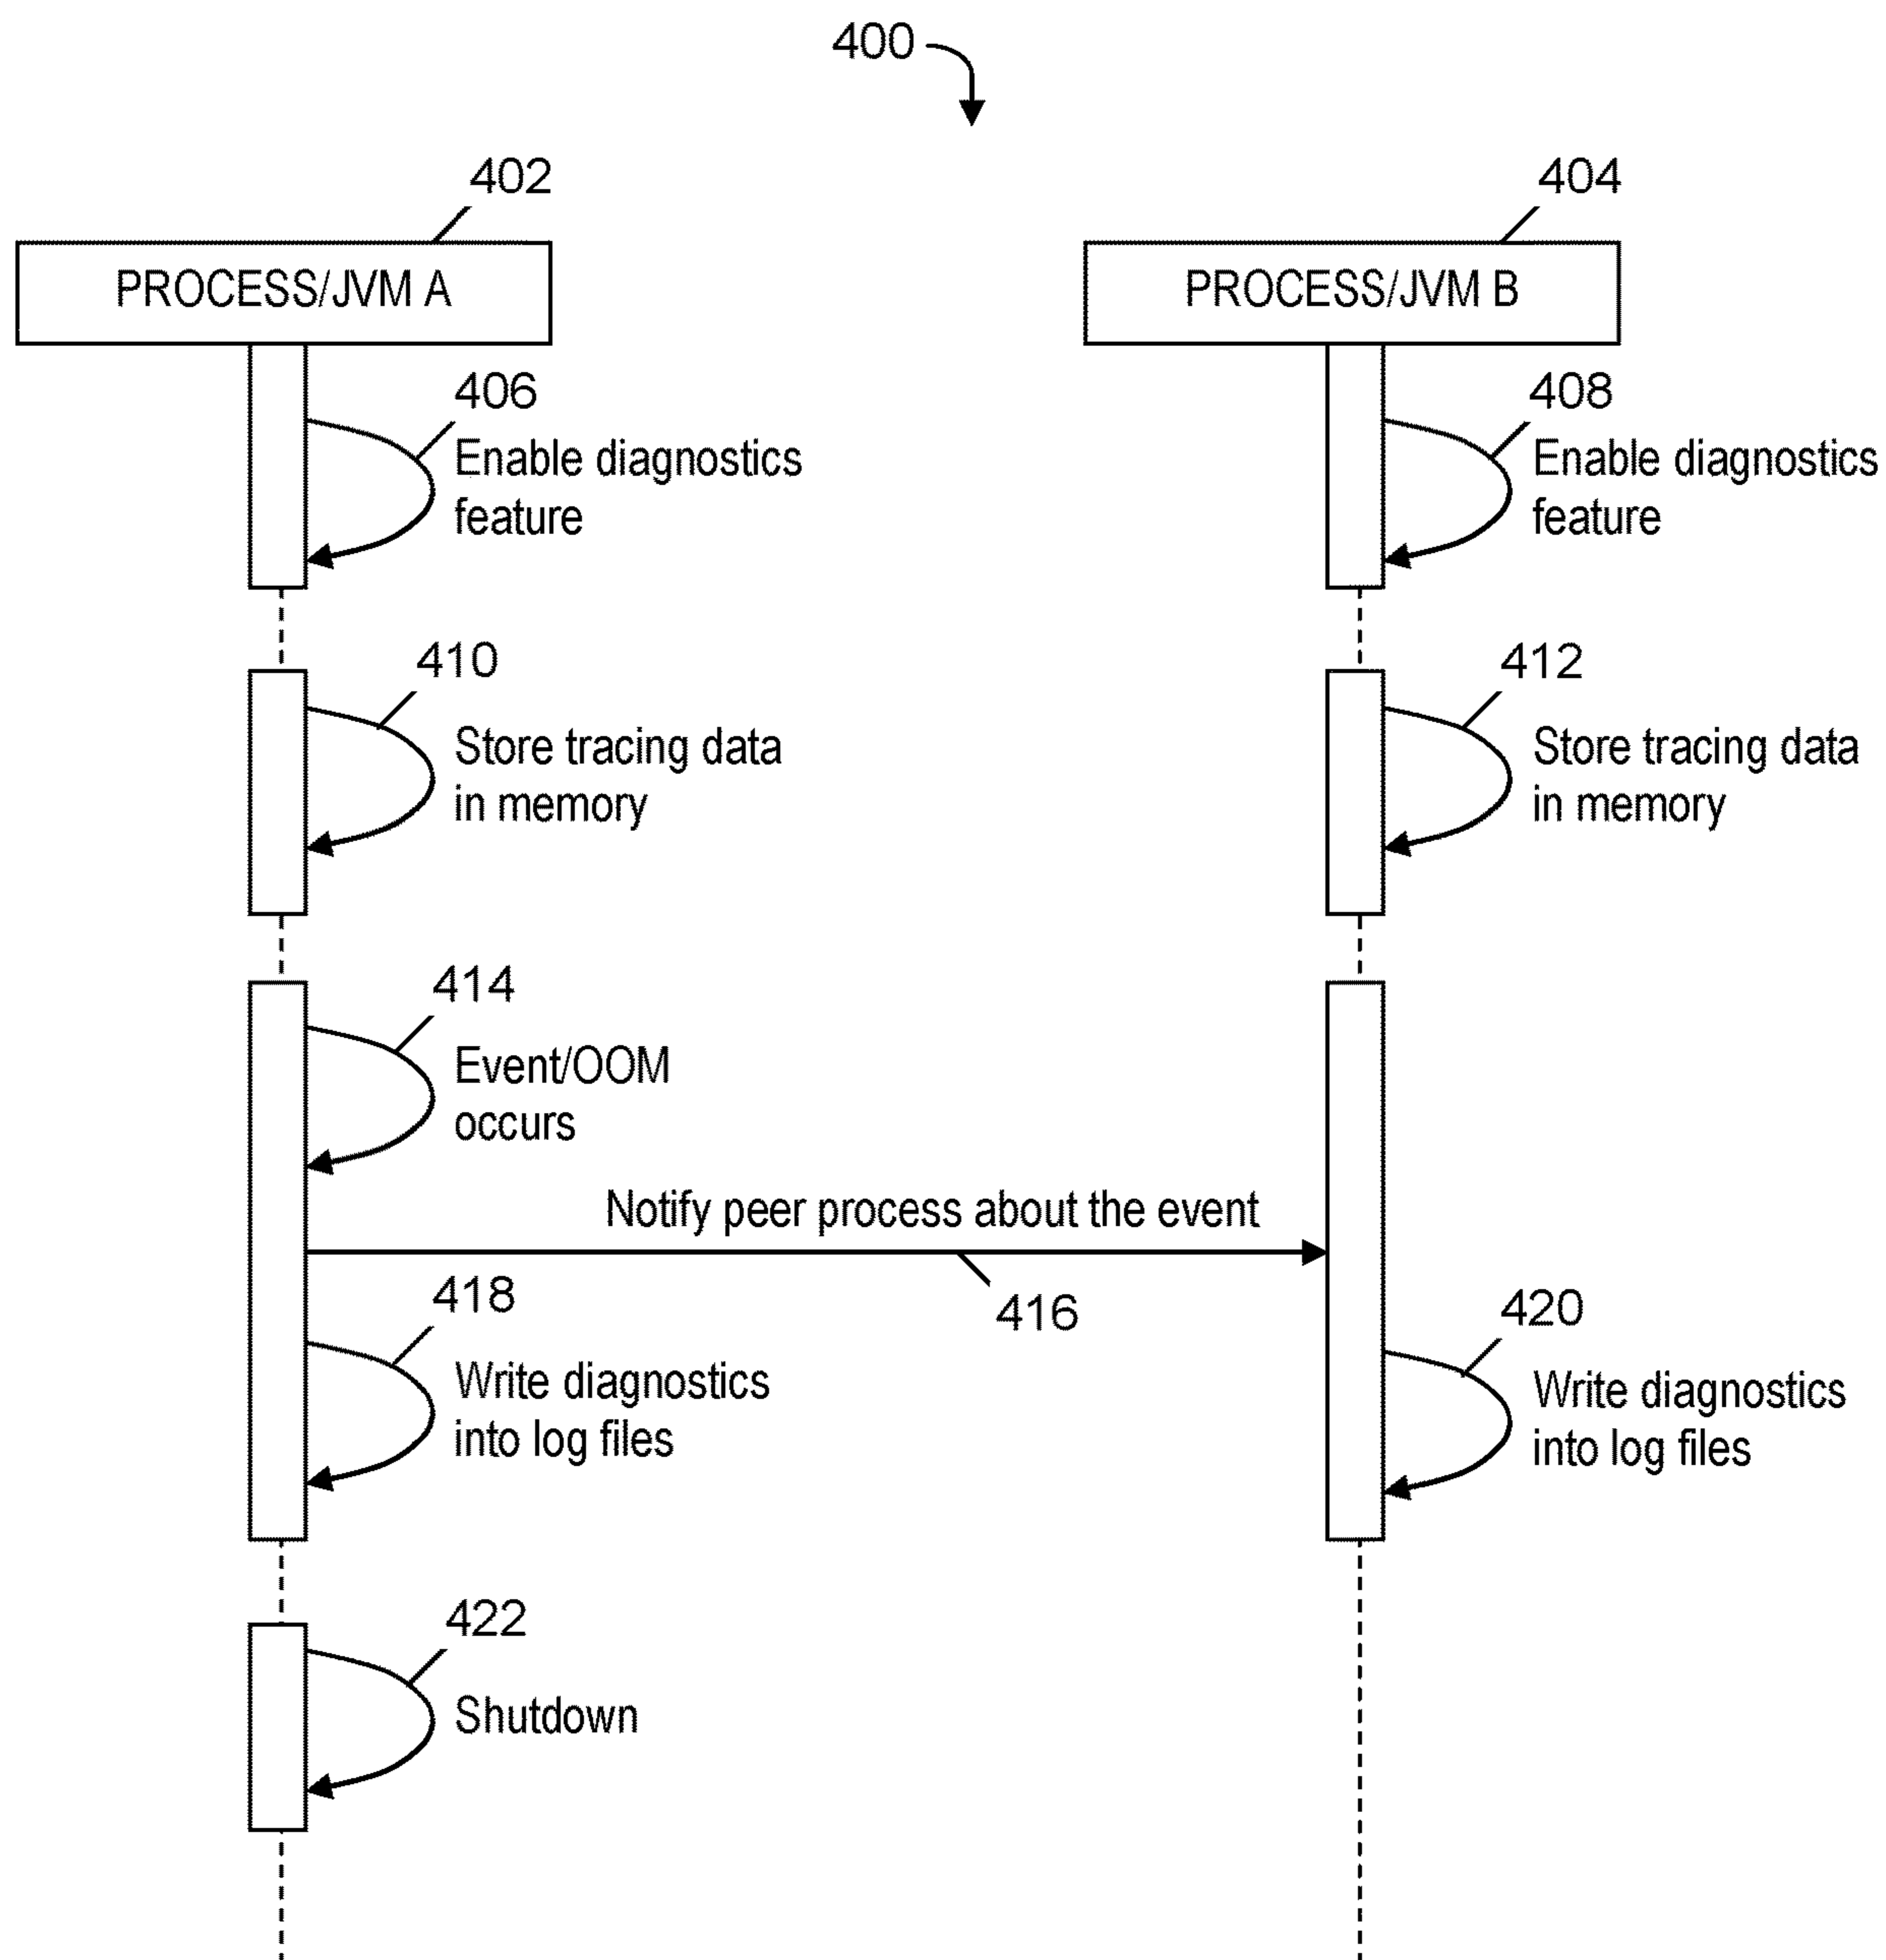 400
402
404
PROCESS/JVM A
PROCESS/JVM B
406
Enable diagnostics
feature
408
Enable diagnostics
feature
410
Store tracing data
in memory
412
Store tracing data
in memory
414
Event/OOM
occurs
Notify peer process about the event
416
418
Write diagnostics
into log files
420
Write diagnostics
into log files
422
Shutdown